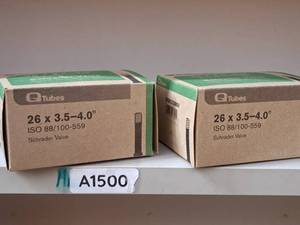 Q Tubes
26 x 3.5–4.0"
ISO 88/100-559
Schrader Valve
Q Tubes
26 x 3.5–4.0"
ISO 88/100-559
Schrader Valve
A1500